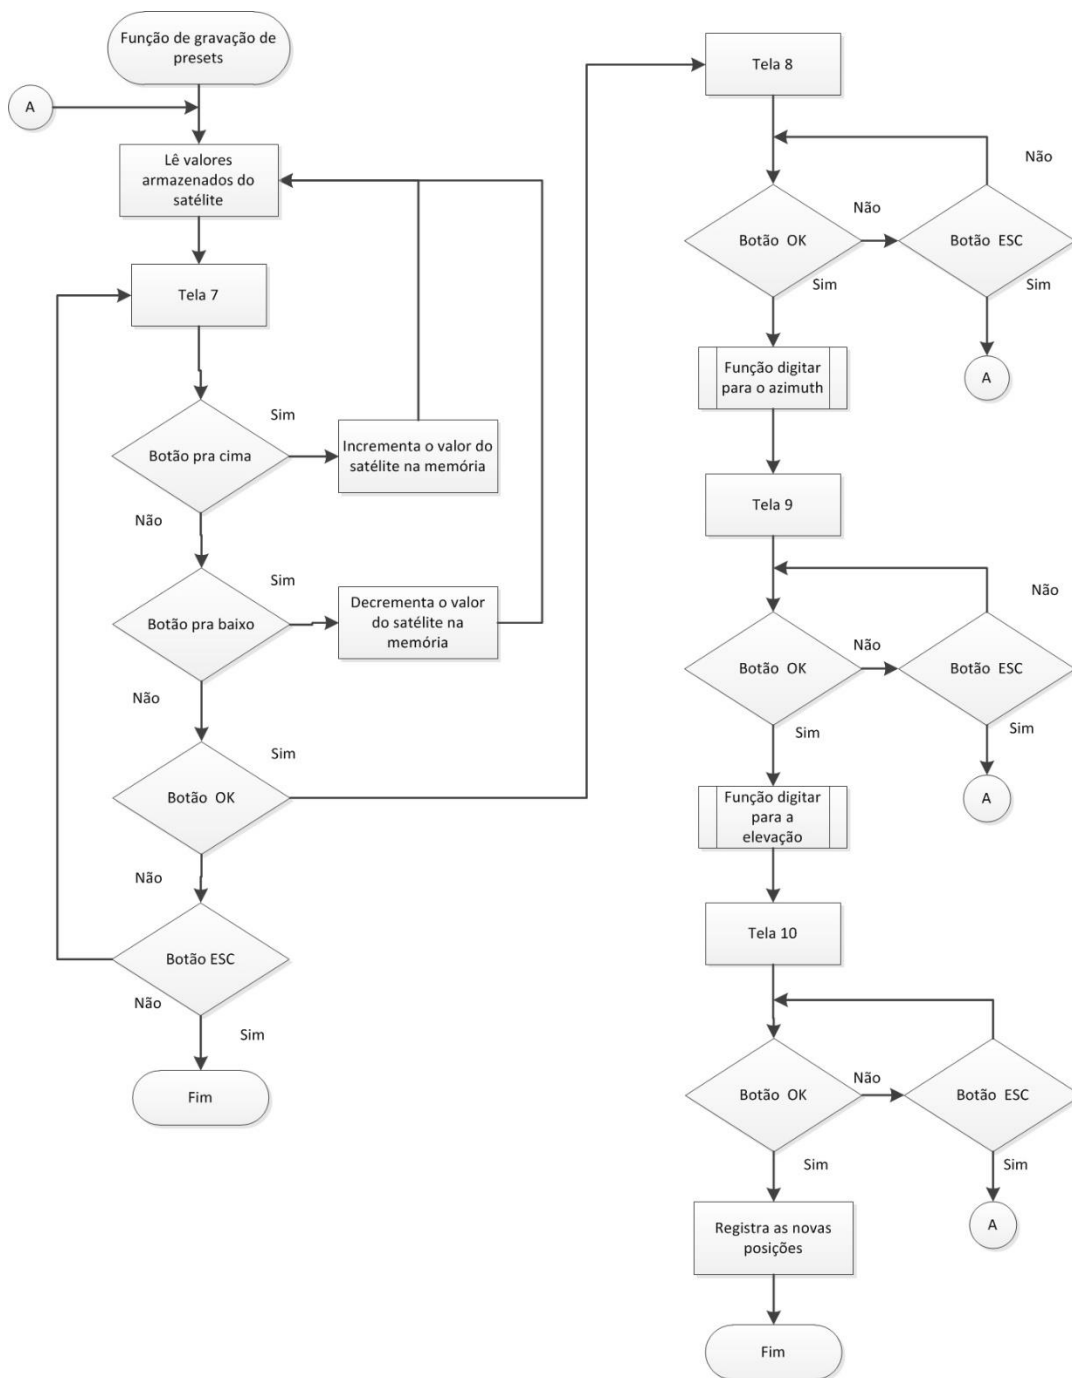 Função de gravação de
presets
A
Lê valores
armazenados do
satélite
Tela 7
Botão pra cima
Sim
Incrementa o valor do
satélite na memória
Não
Botão pra baixo
Sim
Decrementa o valor
do satélite na
memória
Não
Botão OK
Sim
Não
Botão ESC
Não
Sim
Fim
Tela 8
Não
Botão OK
Não
Botão ESC
Sim
Sim
Função digitar
para o azimuth
A
Tela 9
Não
Botão OK
Não
Botão ESC
Sim
Sim
Função digitar
para a
elevação
A
Tela 10
Botão OK
Não
Botão ESC
Sim
Sim
Registra as novas
posições
A
Fim